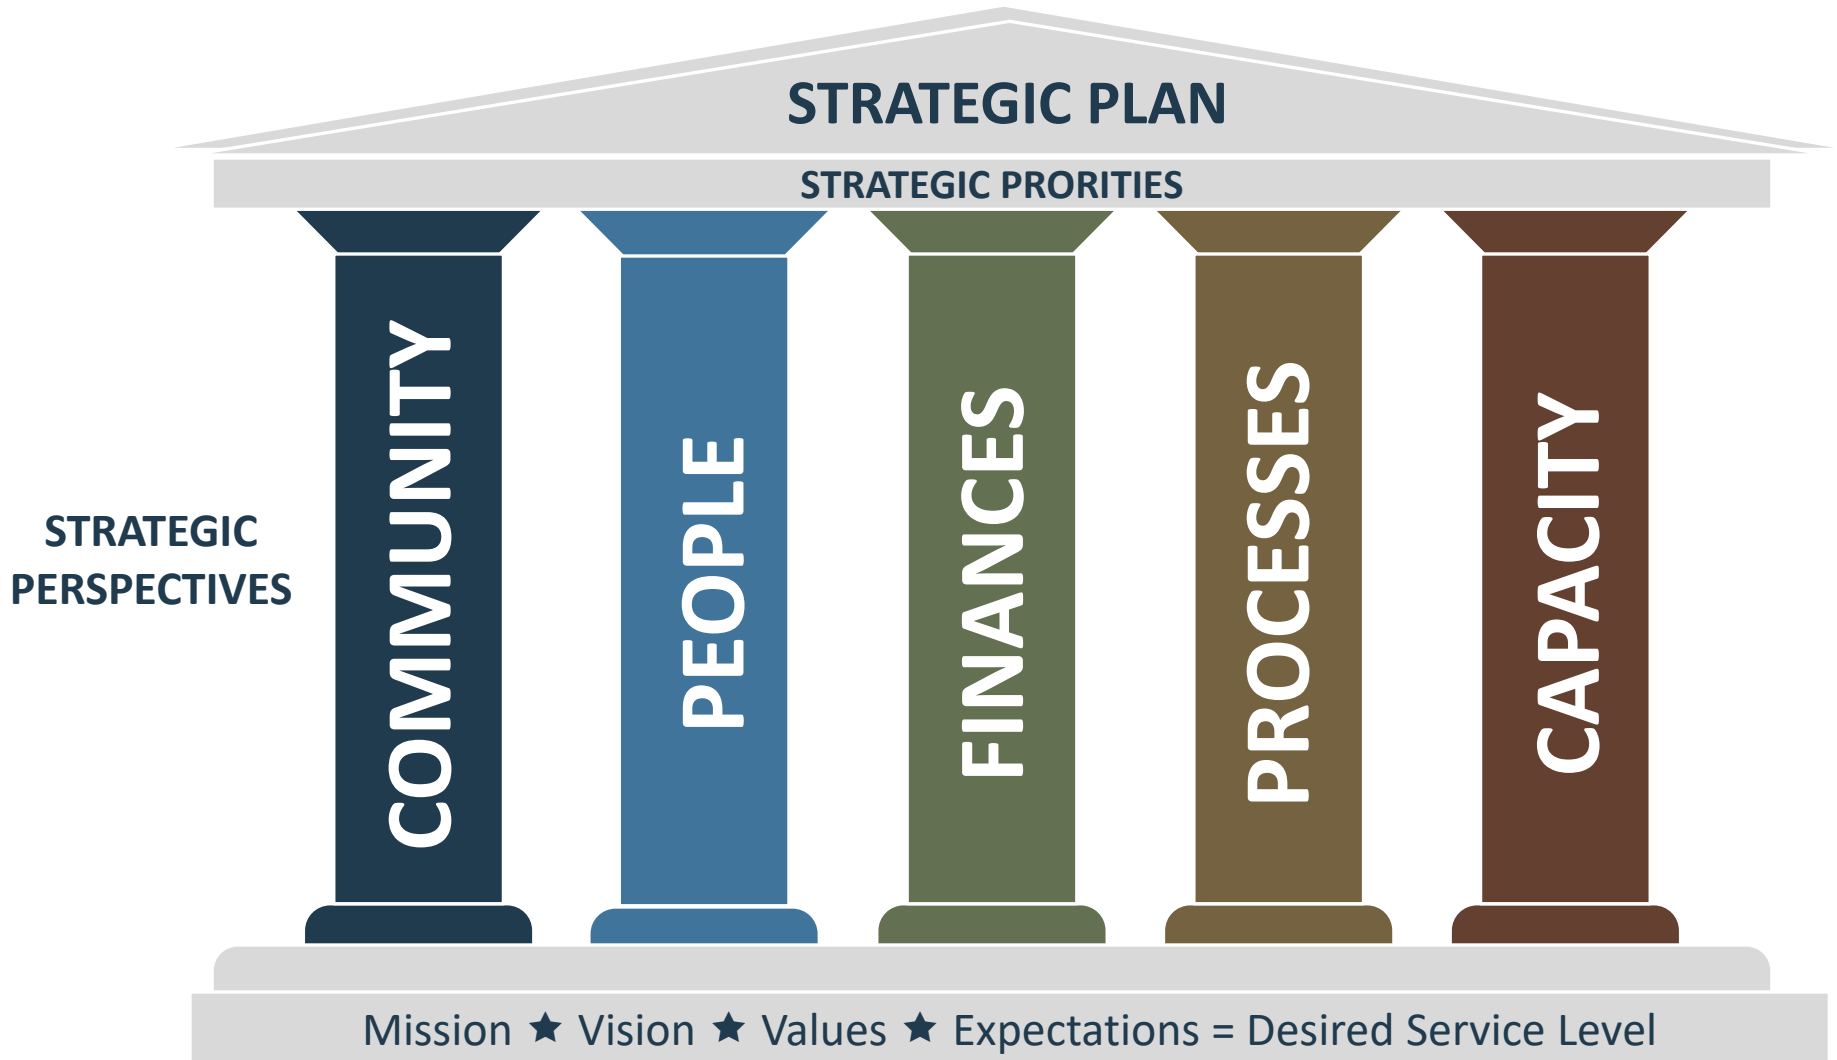 STRATEGIC PLAN
STRATEGIC PRORITIES
STRATEGIC
PERSPECTIVES
COMMUNITY
PEOPLE
FINANCES
PROCESSES
CAPACITY
Mission ★ Vision ★ Values ★ Expectations = Desired Service Level